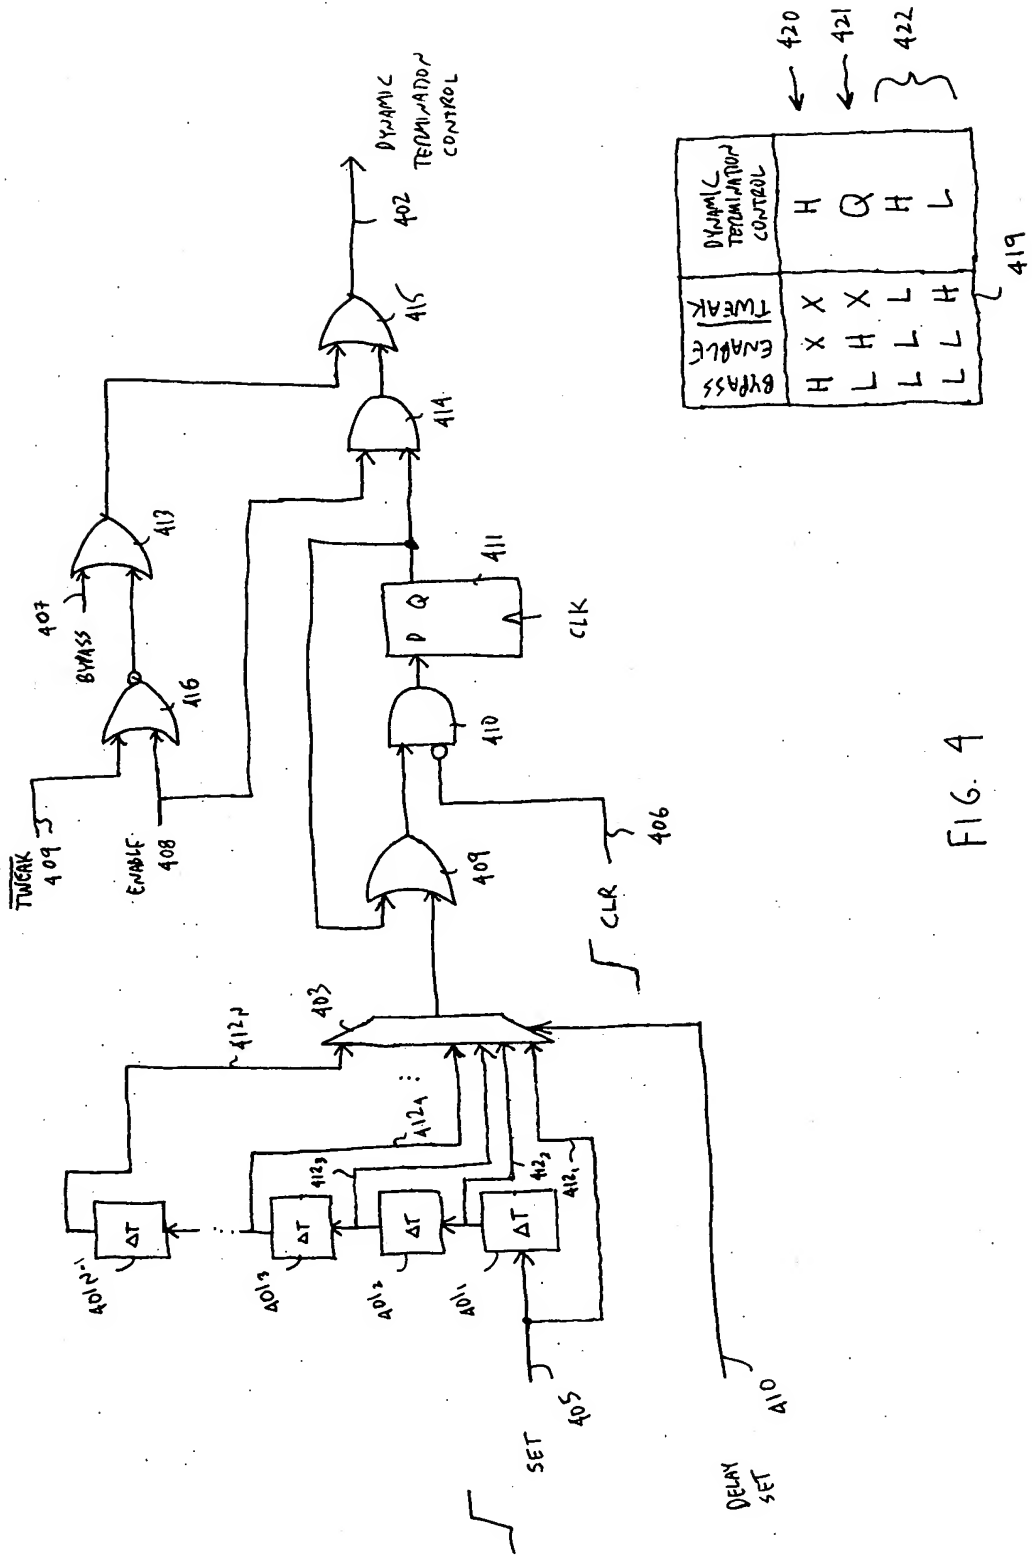 TWEAK
409
ENABLE
408
407
BYPASS
416
413
DYNAMIC
TERMINATION
CONTROL
402
415
414
411
D Q
CLK
410
409
406
CLR
403
412N
4124
...
4123
4122
4121
401N-1
ΔT
...
4013
ΔT
4012
ΔT
4011
ΔT
SET
405
DELAY
SET
410
BYPASS ENABLE TWEAK DYNAMIC
TERMINATION
CONTROL
H X X H 420
L H X Q 421
L L L H 422
L L H L
419
FIG. 4